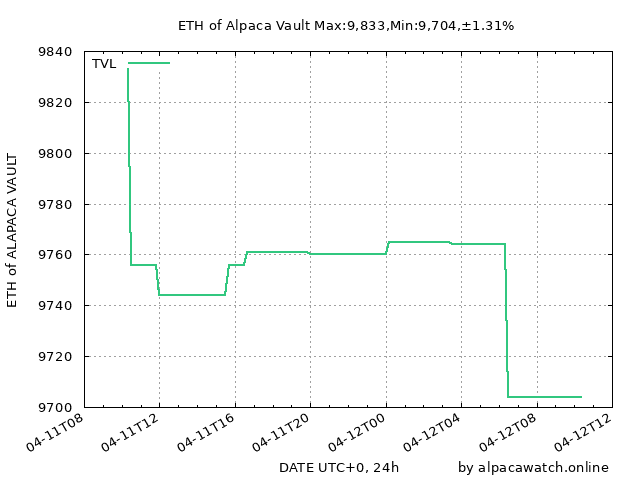 ETH of Alpaca Vault Max:9,833,Min:9,704,±1.31%
TVL
9840
9820
9800
9780
9760
9740
9720
9700
ETH of ALAPACA VAULT
04-11T08
04-11T12
04-11T16
04-11T20
04-12T00
04-12T04
04-12T08
04-12T12
DATE UTC+0, 24h
by alpacawatch.online